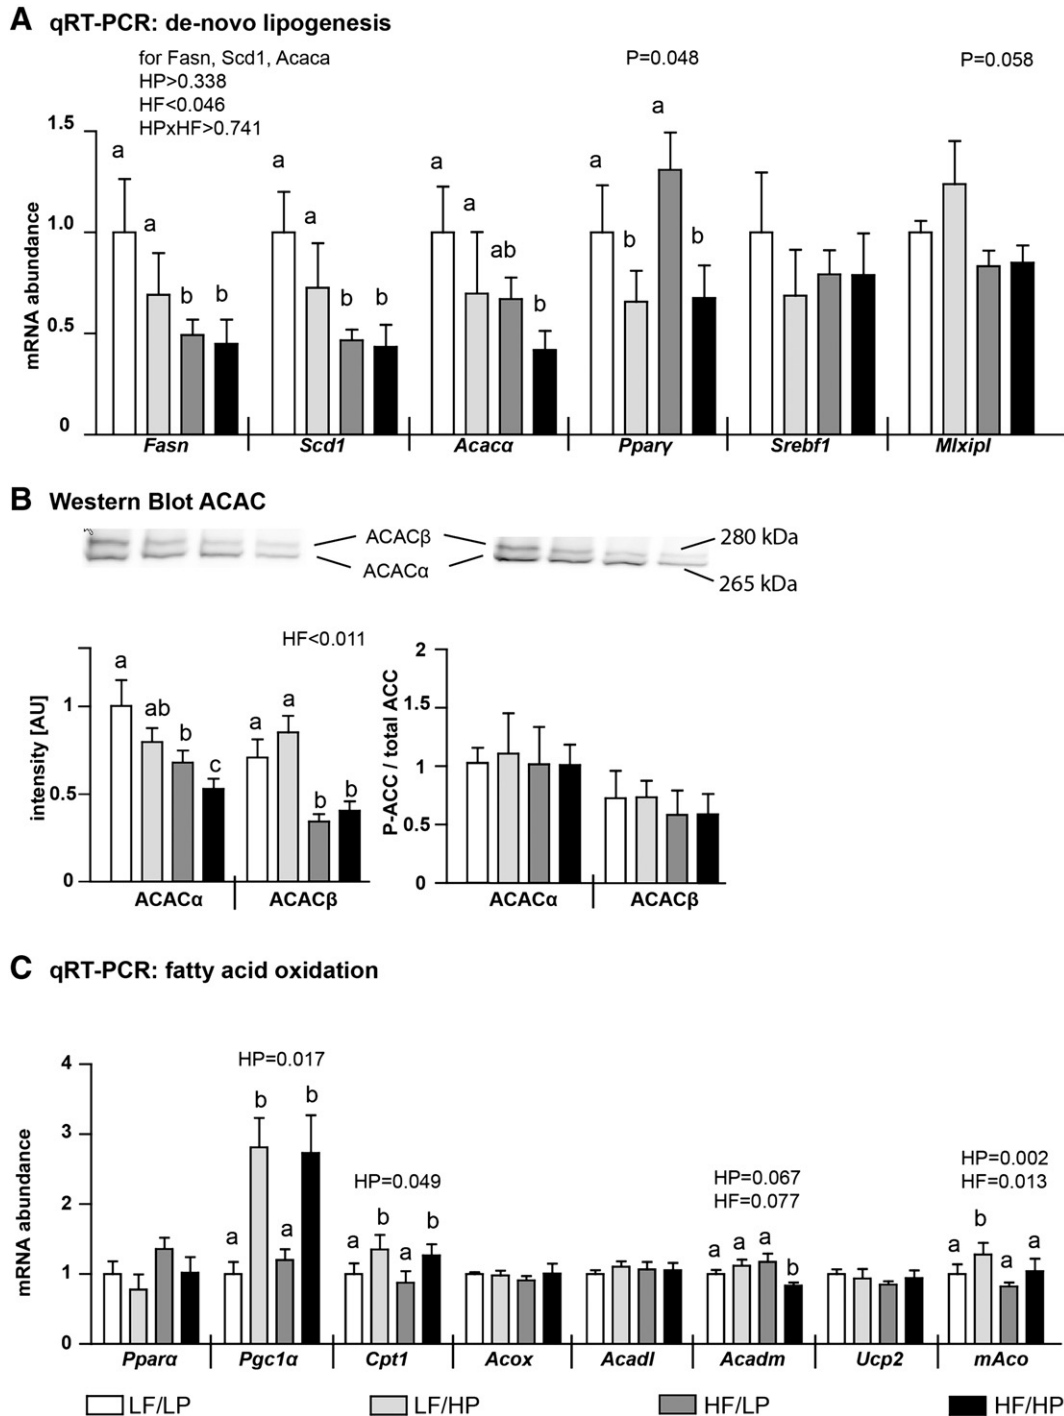 A qRT-PCR: de-novo lipogenesis
for Fasn, Scd1, Acaca
HP>0.338
HF<0.046
HPxHF>0.741
P=0.048
P=0.058
mRNA abundance
1.5
1.0
0.5
0
a a b b
a a b b
a a ab b
a b a b
Fasn Scd1 Acacα Pparγ Srebf1 Mlxipl
B Western Blot ACAC
ACACβ
ACACα
280 kDa
265 kDa
HF<0.011
intensity [AU]
1
0.5
0
a ab b c
a a b b
ACACα ACACβ
P-ACC / total ACC
2
1.5
1
0.5
0
ACACα ACACβ
C qRT-PCR: fatty acid oxidation
mRNA abundance
4
3
2
1
0
HP=0.017
a b a b
HP=0.049
a b a b
HP=0.067
HF=0.077
a a a b
HP=0.002
HF=0.013
a b a a
Pparα Pgc1α Cpt1 Acox Acadl Acadm Ucp2 mAco
LF/LP LF/HP HF/LP HF/HP